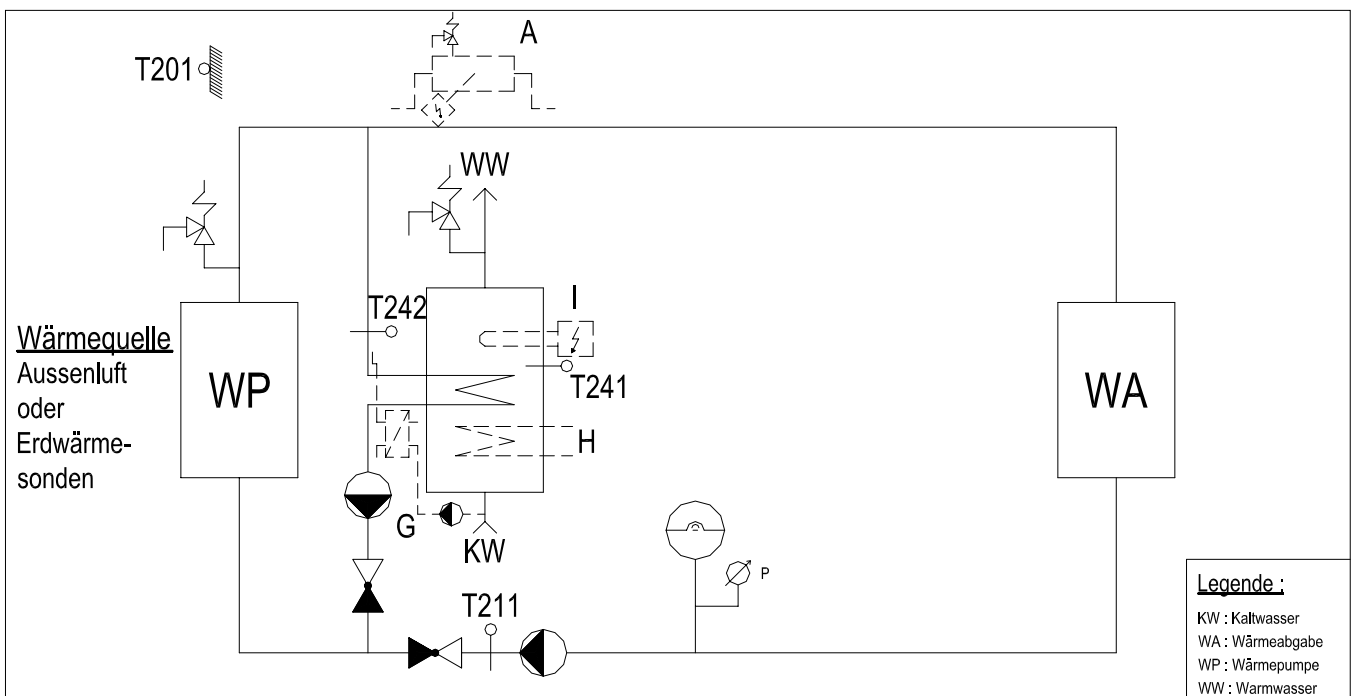 A
T201
WW
T242
I
Wärmequelle
Aussenluft
oder
Erdwärme-
sonden
WP
T241
WA
H
G
KW
P
T211
Legende :
KW : Kaltwasser
WA : Wärmeabgabe
WP : Wärmepumpe
WW : Warmwasser